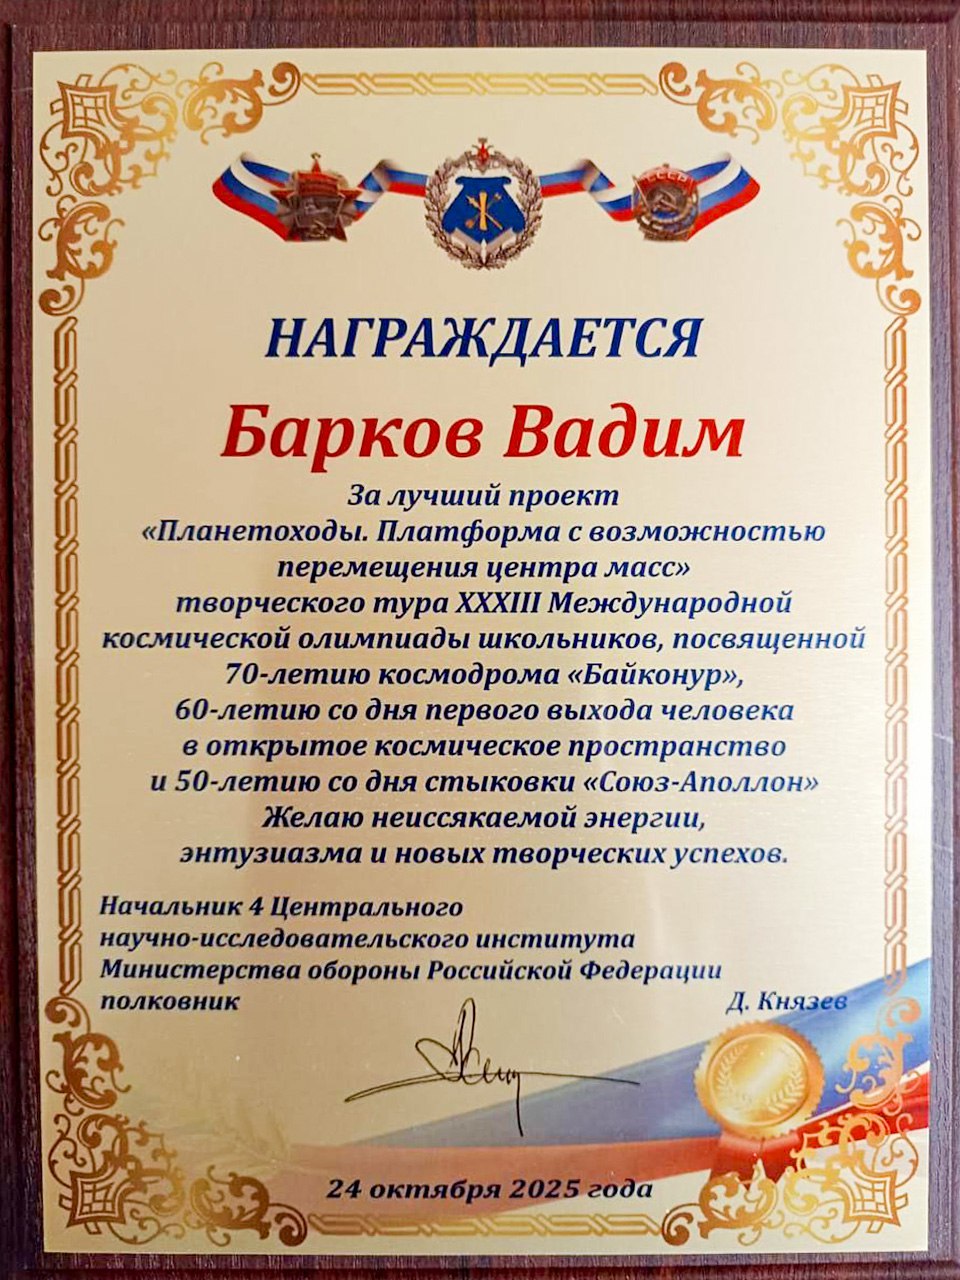 СССР
НАГРАЖДАЕТСЯ
Барков Вадим
За лучший проект
«Планетоходы. Платформа с возможностью
перемещения центра масс»
творческого тура XXXIII Международной
космической олимпиады школьников, посвященной
70-летию космодрома «Байконур»,
60-летию со дня первого выхода человека
в открытое космическое пространство
и 50-летию со дня стыковки «Союз-Аполлон»
Желаю неиссякаемой энергии,
энтузиазма и новых творческих успехов.
Начальник 4 Центрального
научно-исследовательского института
Министерства обороны Российской Федерации
полковник Д. Князев
24 октября 2025 года